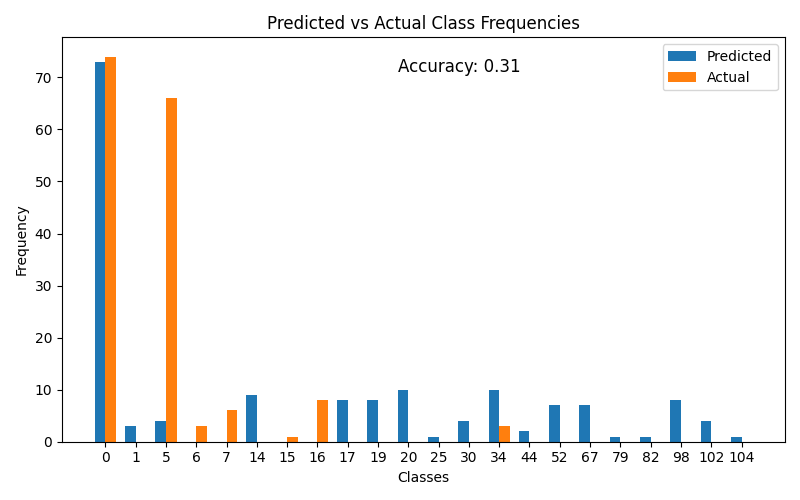 Predicted vs Actual Class Frequencies
Accuracy: 0.31
Predicted
Actual
Frequency
70
60
50
40
30
20
10
0
0 1 5 6 7 14 15 16 17 19 20 25 30 34 44 52 67 79 82 98 102 104
Classes